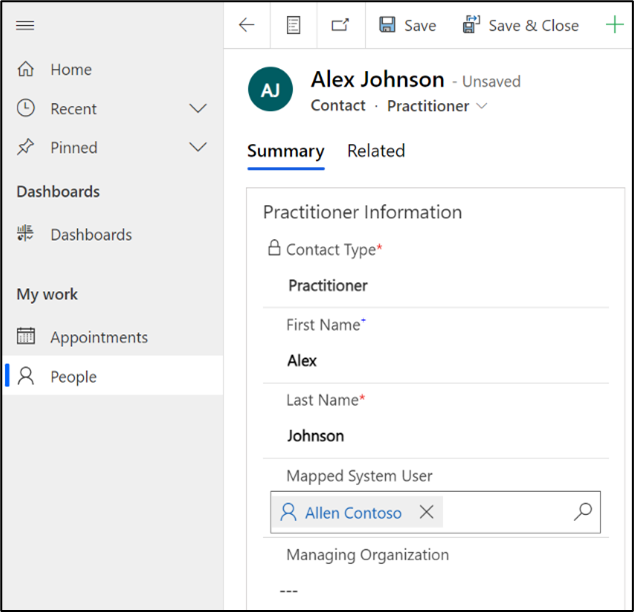 Save
Save & Close
Home
Recent
Pinned
Dashboards
Dashboards
My work
Appointments
People
AJ
Alex Johnson - Unsaved
Contact · Practitioner
Summary
Related
Practitioner Information
Contact Type*
Practitioner
First Name*
Alex
Last Name*
Johnson
Mapped System User
Allen Contoso
Managing Organization
---